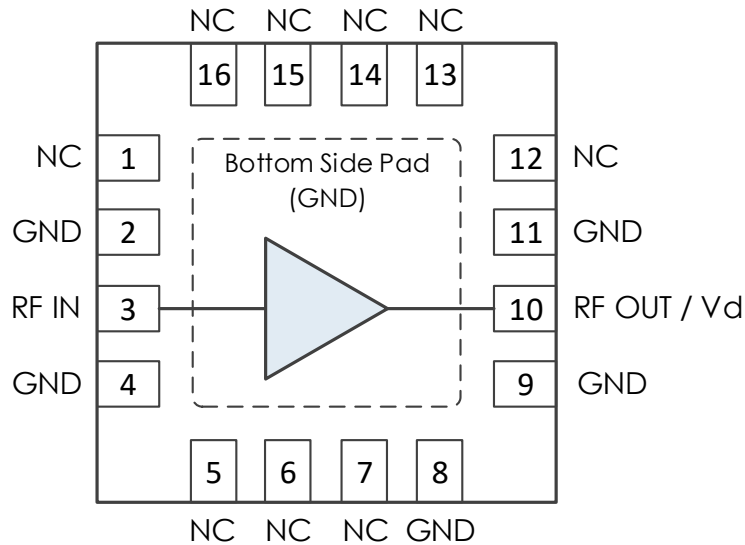 NC NC NC NC
16 15 14 13
NC 1 Bottom Side Pad 12 NC
(GND)
GND 2 11 GND
RF IN 3 10 RF OUT / Vd
GND 4 9 GND
5 6 7 8
NC NC NC GND